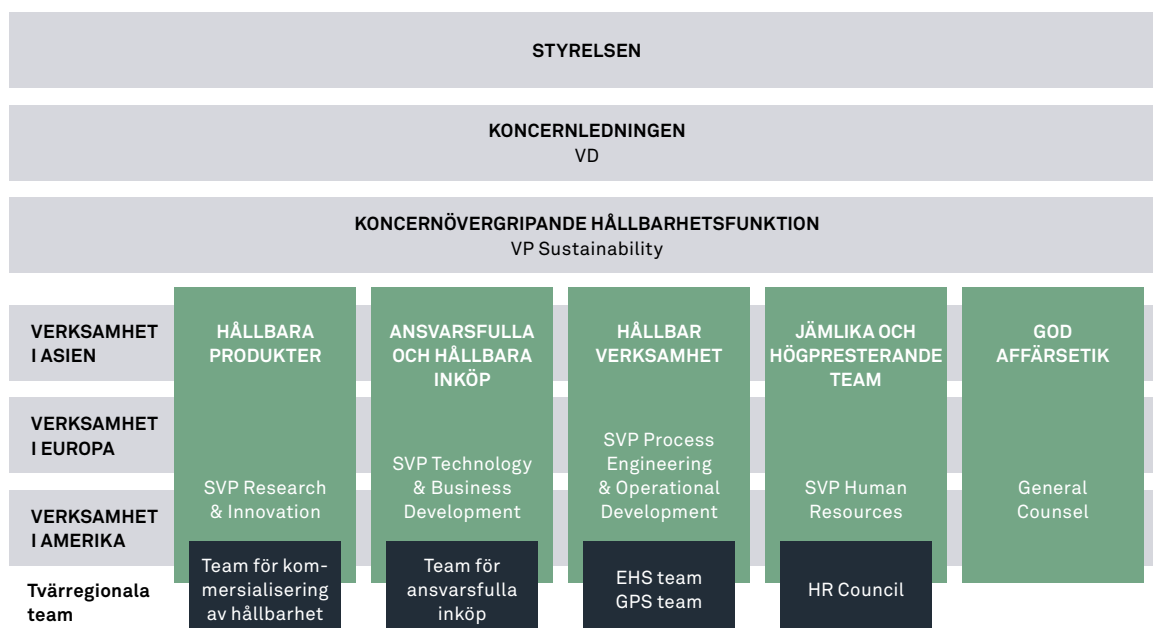 STYRELSEN
KONCERNLEDNINGEN
VD
KONCERNÖVERGRIPANDE HÅLLBARHETSFUNKTION
VP Sustainability
VERKSAMHET
I ASIEN
HÅLLBARA
PRODUKTER
ANSVARSFULLA
OCH HÅLLBARA
INKÖP
HÅLLBAR
VERKSAMHET
JÄMLIKA OCH
HÖGPRESTERANDE
TEAM
GOD
AFFÄRSETIK
VERKSAMHET
I EUROPA
VERKSAMHET
I AMERIKA
SVP Research
& Innovation
SVP Technology
& Business
Development
SVP Process
Engineering
& Operational
Development
SVP Human
Resources
General
Counsel
Tvärregionala
team
Team för kom-
mersialisering
av hållbarhet
Team för
ansvarsfulla
inköp
EHS team
GPS team
HR Council